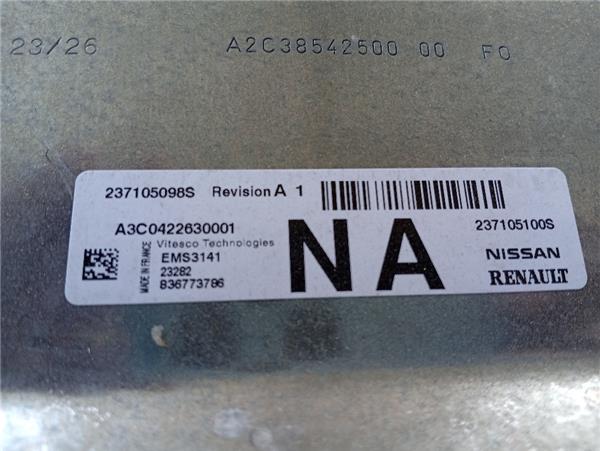 23/26 A2C38542500 00 F0
237105098S Revision A 1
A3C0422630001
Vitesco Technologies
MADE IN FRANCE
EMS3141
23282
836773786
NA
237105100S
NISSAN
RENAULT